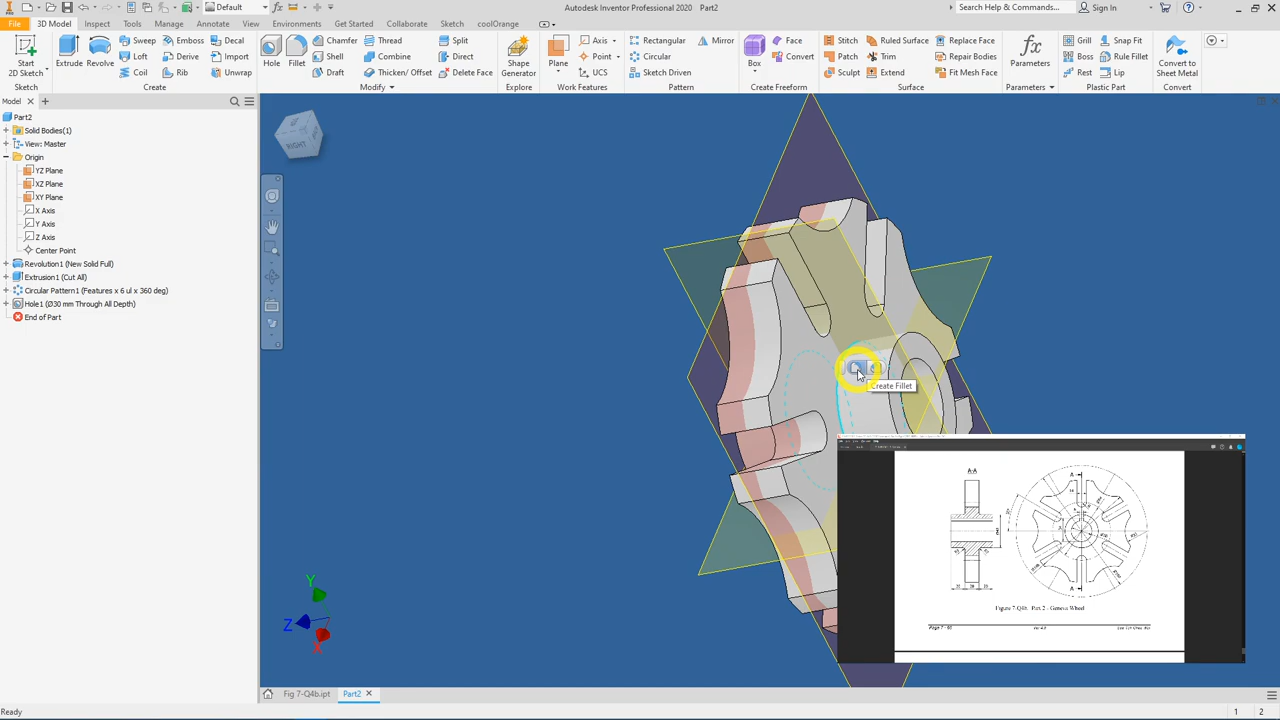 Default
Autodesk Inventor Professional 2020 Part2
Search Help & Commands...
Sign In
File
3D Model
Inspect
Tools
Manage
Annotate
View
Environments
Get Started
Collaborate
Sketch
coolOrange
Start
2D Sketch
Extrude
Revolve
Sweep
Loft
Coil
Emboss
Derive
Rib
Decal
Import
Unwrap
Hole
Fillet
Chamfer
Shell
Draft
Thread
Combine
Thicken/ Offset
Split
Direct
Delete Face
Shape
Generator
Plane
Axis
Point
UCS
Rectangular
Circular
Sketch Driven
Mirror
Box
Face
Convert
Stitch
Patch
Sculpt
Ruled Surface
Trim
Extend
Replace Face
Repair Bodies
Fit Mesh Face
fx
Parameters
Grill
Boss
Rest
Snap Fit
Rule Fillet
Lip
Convert to
Sheet Metal
Sketch
Create
Modify
Explore
Work Features
Pattern
Create Freeform
Surface
Parameters
Plastic Part
Convert
Model
Part2
Solid Bodies(1)
View: Master
Origin
YZ Plane
XZ Plane
XY Plane
X Axis
Y Axis
Z Axis
Center Point
Revolution1 (New Solid Full)
Extrusion1 (Cut All)
Circular Pattern1 (Features x 6 ul x 360 deg)
Hole1 (Ø30 mm Through All Depth)
End of Part
RIGHT
Create Fillet
A-A
A
A
Figure 7-Q4b. Part 2 - Geneva Wheel
Y
Z
X
Fig 7-Q4b.ipt
Part2
Ready
1
2